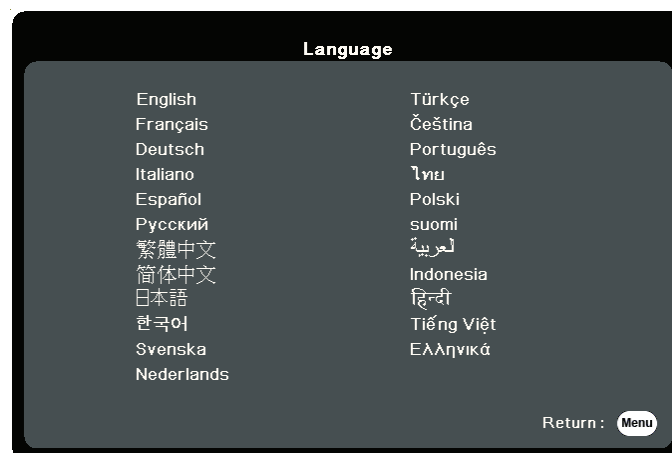 Language
English
Français
Deutsch
Italiano
Español
Русский
繁體中文
简体中文
日本語
한국어
Svenska
Nederlands
Türkçe
Čeština
Português
ไทย
Polski
suomi
العربية
Indonesia
हिन्दी
Tiếng Việt
Ελληνικά
Return : Menu